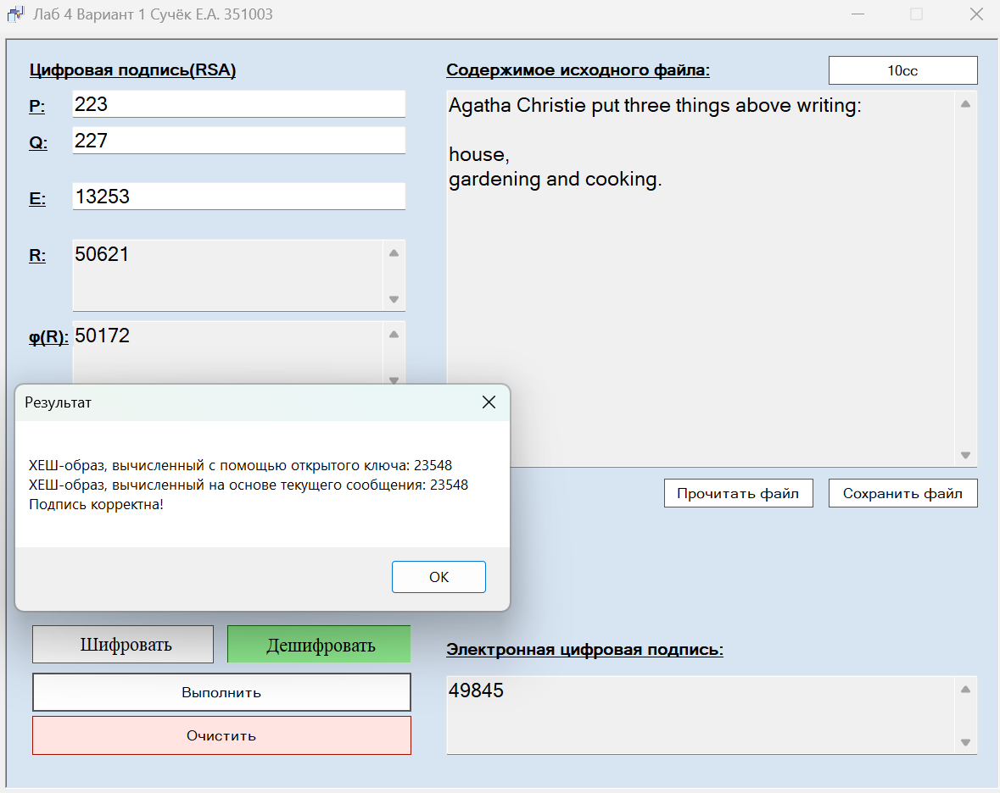 Лаб 4 Вариант 1 Сучёк Е.А. 351003
Цифровая подпись(RSA)
P:
223
Q:
227
E:
13253
R:
50621
φ(R):
50172
Содержимое исходного файла:
10cc
Agatha Christie put three things above writing:
house,
gardening and cooking.
Прочитать файл
Сохранить файл
Результат
ХЕШ-образ, вычисленный с помощью открытого ключа: 23548
ХЕШ-образ, вычисленный на основе текущего сообщения: 23548
Подпись корректна!
OK
Шифровать
Дешифровать
Выполнить
Очистить
Электронная цифровая подпись:
49845